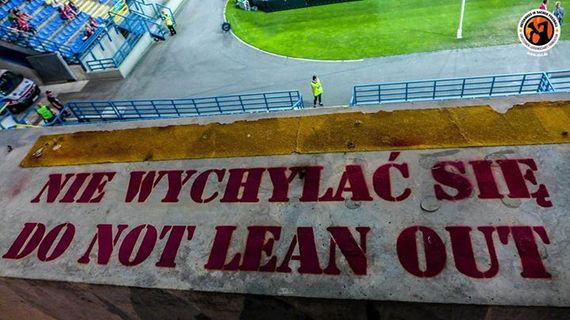 NIE WYCHYLAĆ SIĘ
DO NOT LEAN OUT